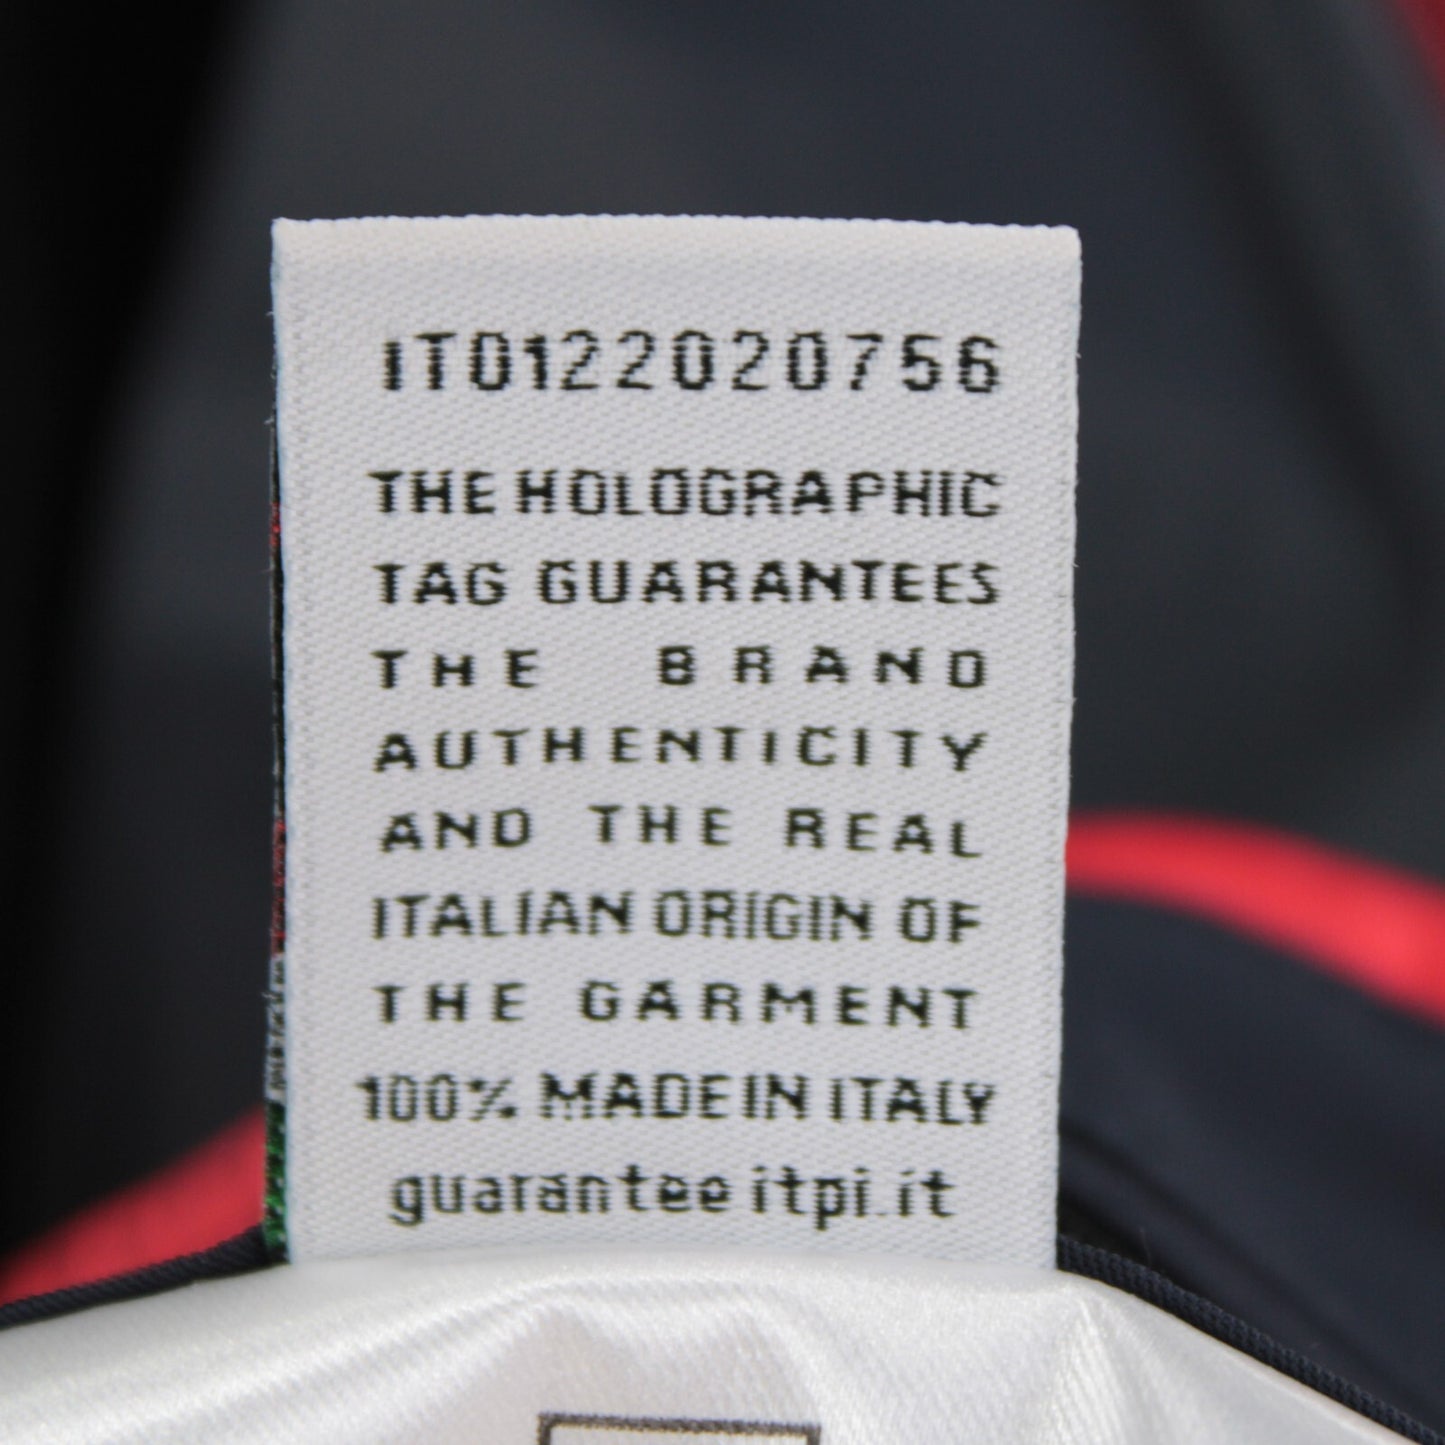 IT0122020756
THE HOLOGRAPHIC
TAG GUARANTEES
THE BRAND
AUTHENTICITY
AND THE REAL
ITALIAN ORIGIN OF
THE GARMENT
100% MADE IN ITALY
guarantee itpi.it